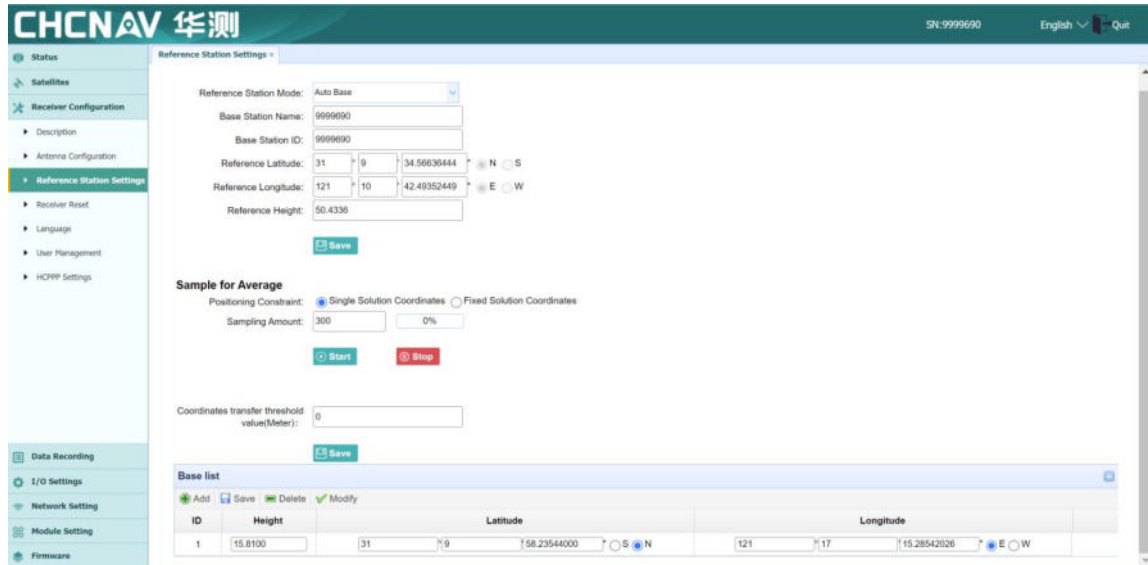 CHCNAV 华测
SN:9999690
English
Quit
Status
Satellites
Receiver Configuration
Description
Antenna Configuration
Reference Station Settings
Receiver Reset
Language
User Management
HCPPP Settings
Data Recording
I/O Settings
Network Setting
Module Setting
Firmware
Reference Station Settings ×
Reference Station Mode: Auto Base
Base Station Name: 9999690
Base Station ID: 9999690
Reference Latitude: 31 ° 9 ' 34.56636444 " N S
Reference Longitude: 121 ° 10 ' 42.49352449 " E W
Reference Height: 50.4336
Save
Sample for Average
Positioning Constraint: Single Solution Coordinates Fixed Solution Coordinates
Sampling Amount: 300 0%
Start Stop
Coordinates transfer threshold
value(Meter): : 0
Save
Base list
Add Save Delete Modify
ID Height Latitude Longitude
1 15.8100 31 ° 9 ' 58.23544000 " S N 121 ° 17 ' 15.28542026 " E W